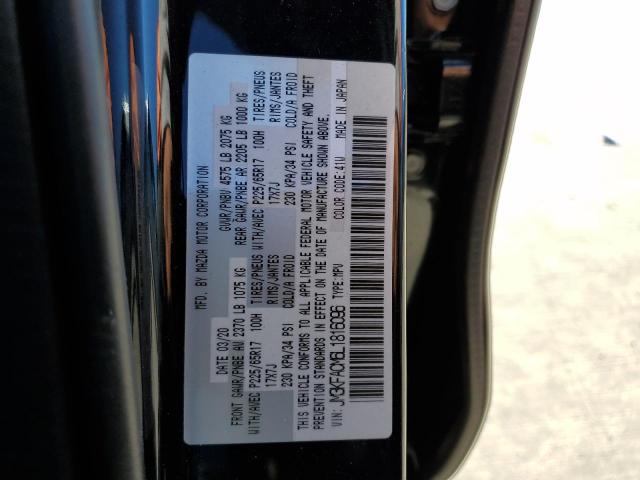 MFD. BY MAZDA MOTOR CORPORATION
DATE 03/20 GVWR/PNBV 4575 LB 2075 KG
FRONT GAWR/PNBE AV 2370 LB 1075 KG REAR GAWR/PNBE AR 2205 LB 1000 KG
WITH/AVEC P225/65R17 100H TIRES/PNEUS WITH/AVEC P225/65R17 100H TIRES/PNEUS
17X7J RIMS/JANTES 17X7J RIMS/JANTES
230 KPA/34 PSI COLD/A FROID 230 KPA/34 PSI COLD/A FROID
THIS VEHICLE CONFORMS TO ALL APPLICABLE FEDERAL MOTOR VEHICLE SAFETY AND THEFT
PREVENTION STANDARDS IN EFFECT ON THE DATE OF MANUFACTURE SHOWN ABOVE.
VIN: JM3KFACM6L1816096 TYPE:MPV COLOR CODE:41W MADE IN JAPAN